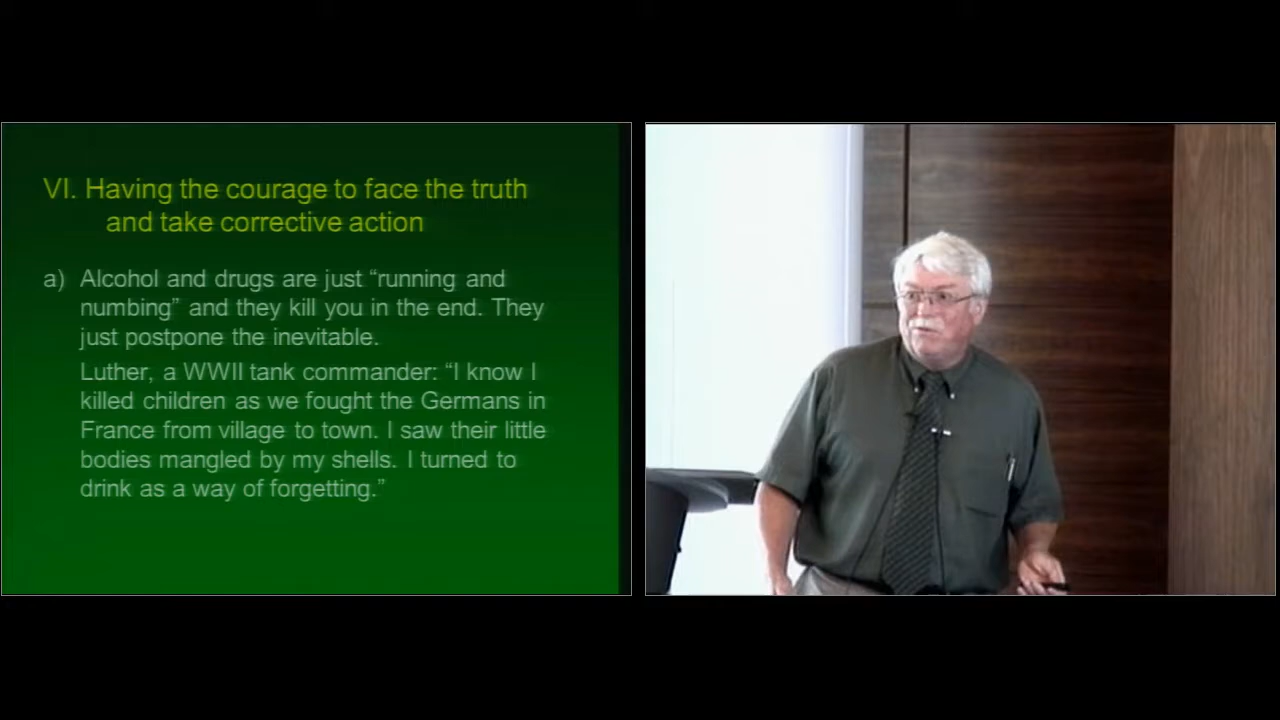 VI. Having the courage to face the truth
and take corrective action
a) Alcohol and drugs are just “running and
numbing” and they kill you in the end. They
just postpone the inevitable.
Luther, a WWII tank commander: “I know I
killed children as we fought the Germans in
France from village to town. I saw their little
bodies mangled by my shells. I turned to
drink as a way of forgetting.”